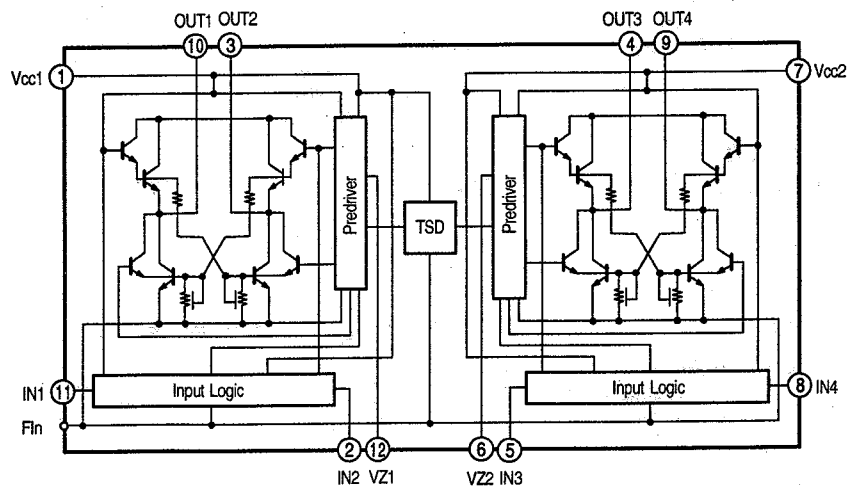 OUT1 OUT2 OUT3 OUT4
10 3 4 9
Vcc1 1 7 Vcc2
Predriver TSD Predriver
IN1 11 Input Logic Input Logic 8 IN4
FIn
2 12 6 5
IN2 VZ1 VZ2 IN3